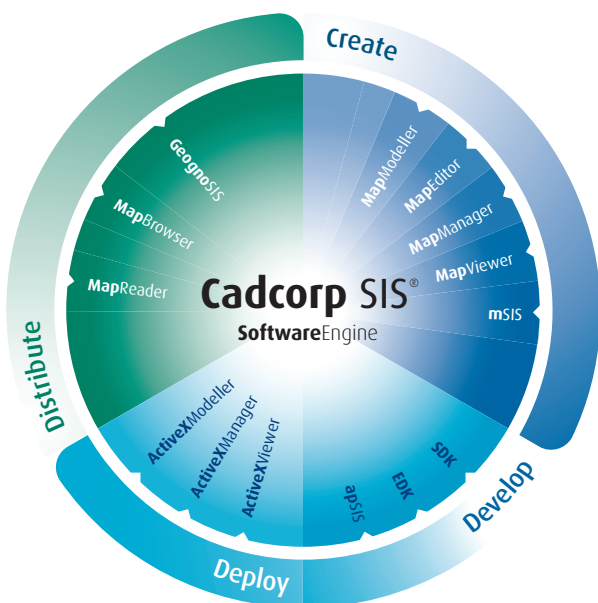 Create
MapModeller
MapEditor
MapManager
MapViewer
mSIS
Cadcorp SIS®
SoftwareEngine
Develop
SDK
EDK
apSIS
Deploy
ActiveXViewer
ActiveXManager
ActiveXModeller
Distribute
MapReader
MapBrowser
GeognoSIS